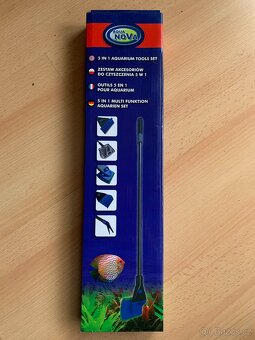 AQUA
NOVA
5 IN 1 AQUARIUM TOOLS SET
ZESTAW AKCESORIÓW
DO CZYSZCZENIA 5 W 1
OUTILS 5 EN 1
POUR AQUARIUM
5 IN 1 MULTI FUNKTION
AQUARIEN SET